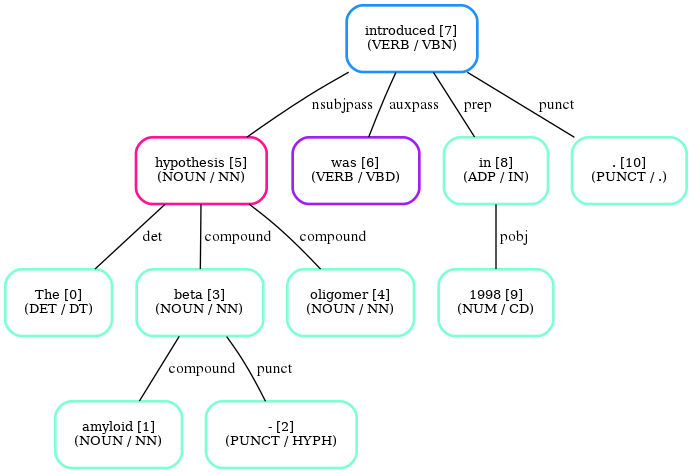 introduced [7]
(VERB / VBN)
nsubjpass auxpass prep punct
hypothesis [5]
(NOUN / NN)
was [6]
(VERB / VBD)
in [8]
(ADP / IN)
. [10]
(PUNCT / .)
det compound compound pobj
The [0]
(DET / DT)
beta [3]
(NOUN / NN)
oligomer [4]
(NOUN / NN)
1998 [9]
(NUM / CD)
compound punct
amyloid [1]
(NOUN / NN)
- [2]
(PUNCT / HYPH)